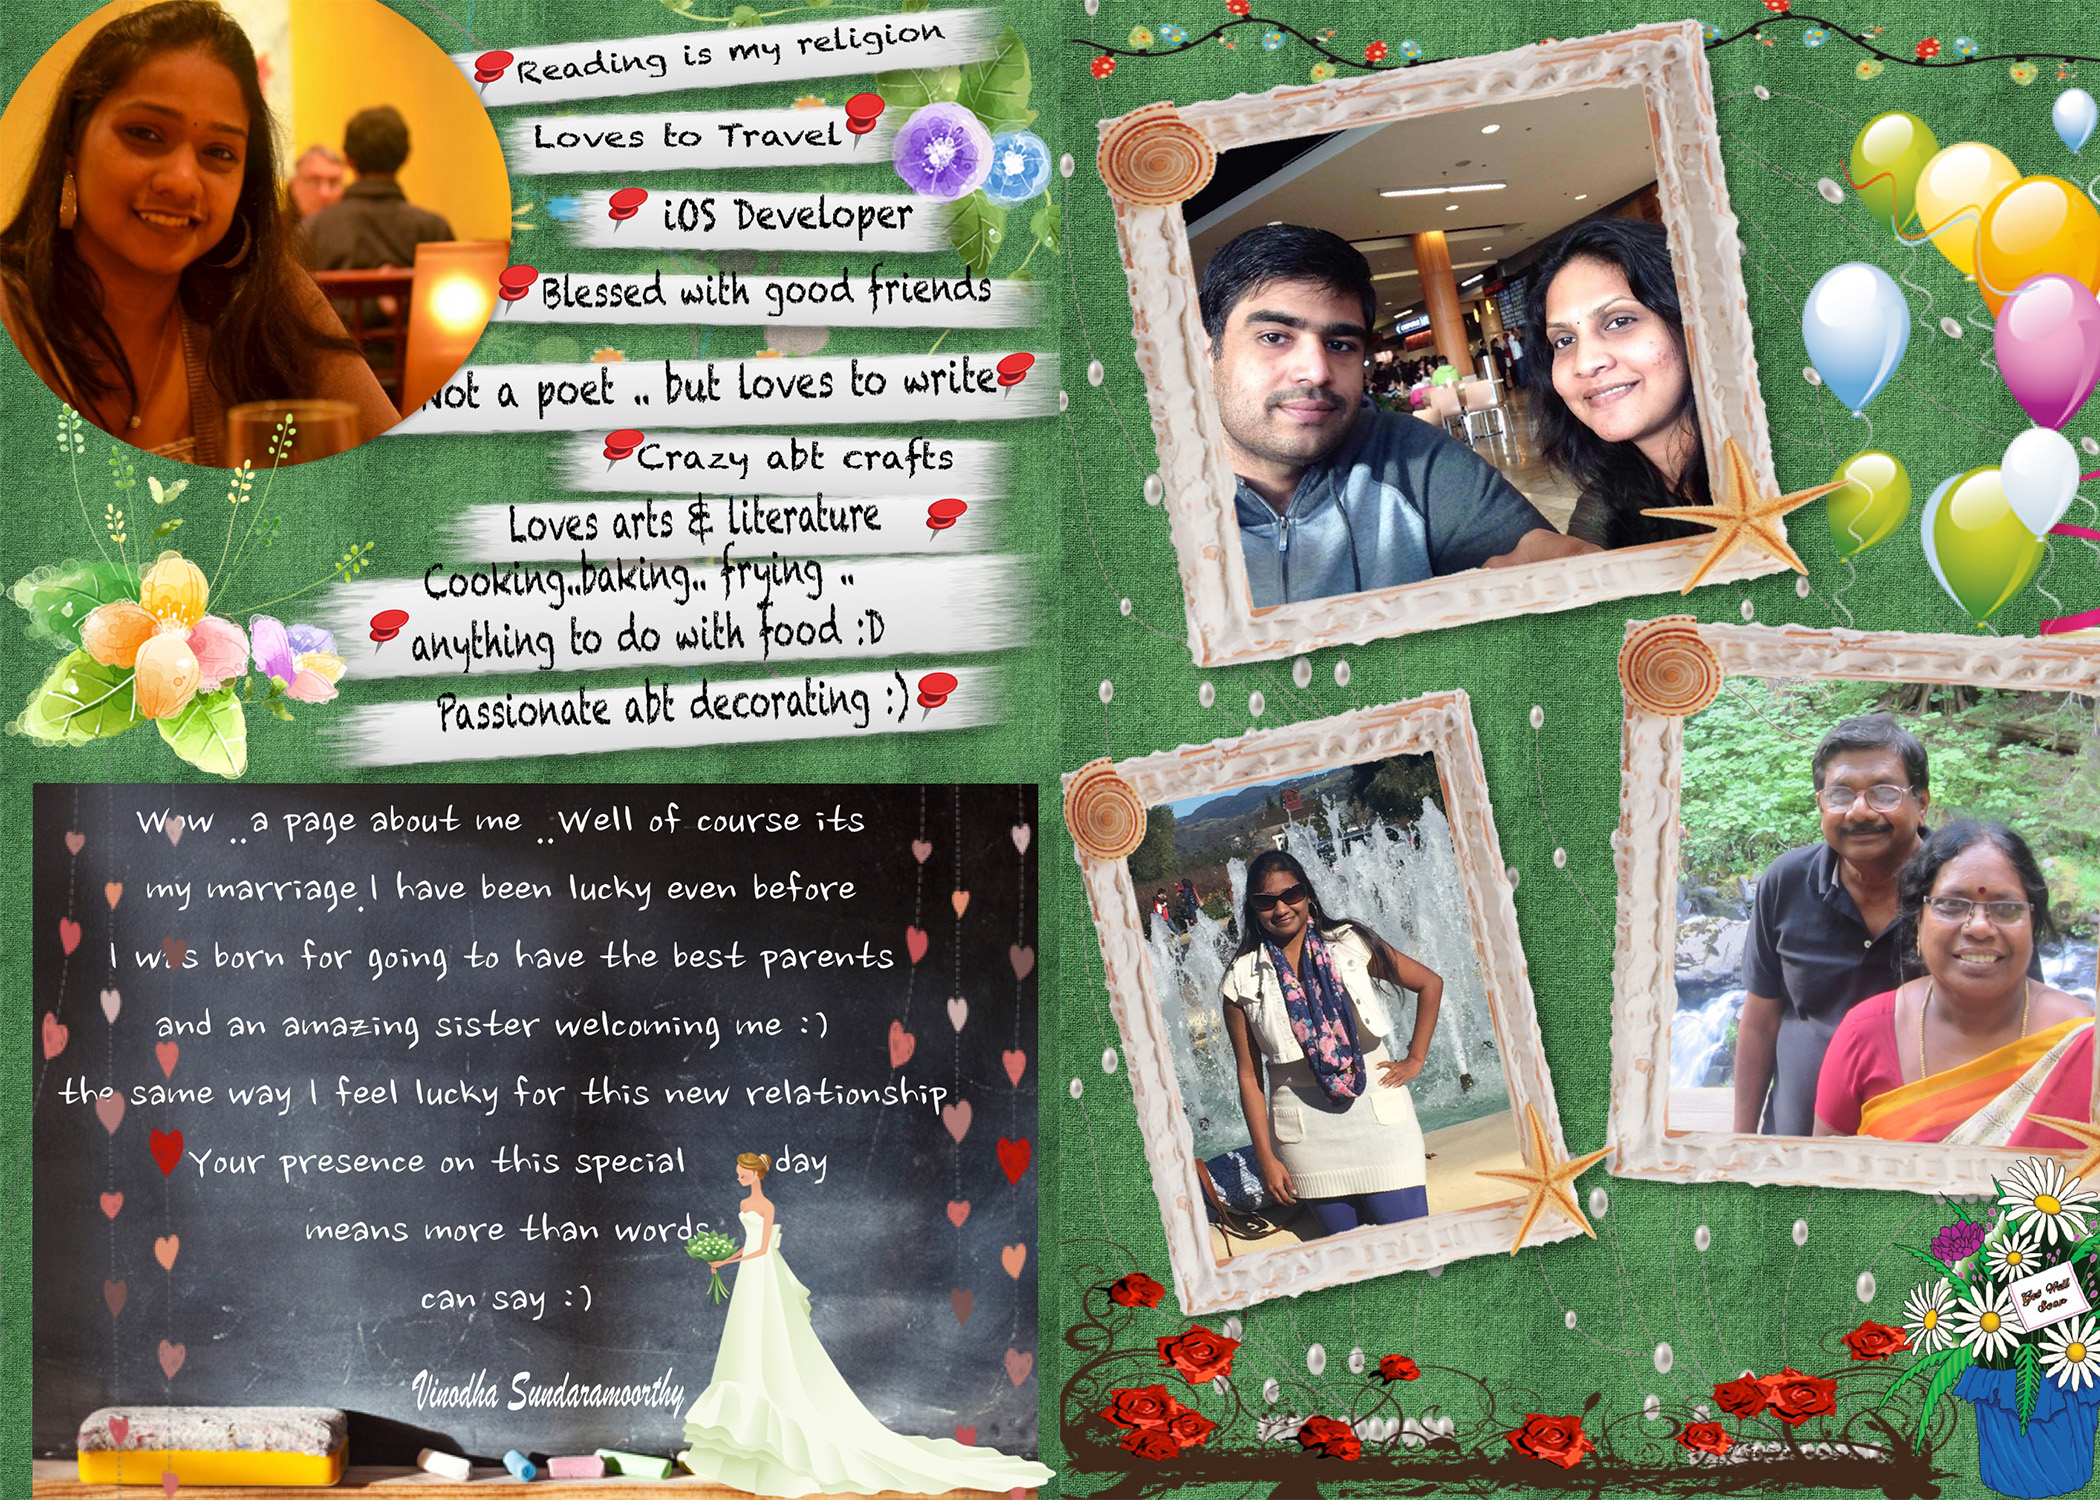 Reading is my religion
Loves to Travel
iOS Developer
Blessed with good friends
Not a poet .. but loves to write
Crazy abt crafts
Loves arts & literature
Cooking..baking.. frying ..
anything to do with food :D
Passionate abt decorating :)
Wow ..a page about me ..Well of course its
my marriage.I have been lucky even before
I was born for going to have the best parents
and an amazing sister welcoming me :)
the same way I feel lucky for this new relationship
Your presence on this special day
means more than words
can say :)
Vinodha Sundaramoorthy
Get Well
Soon